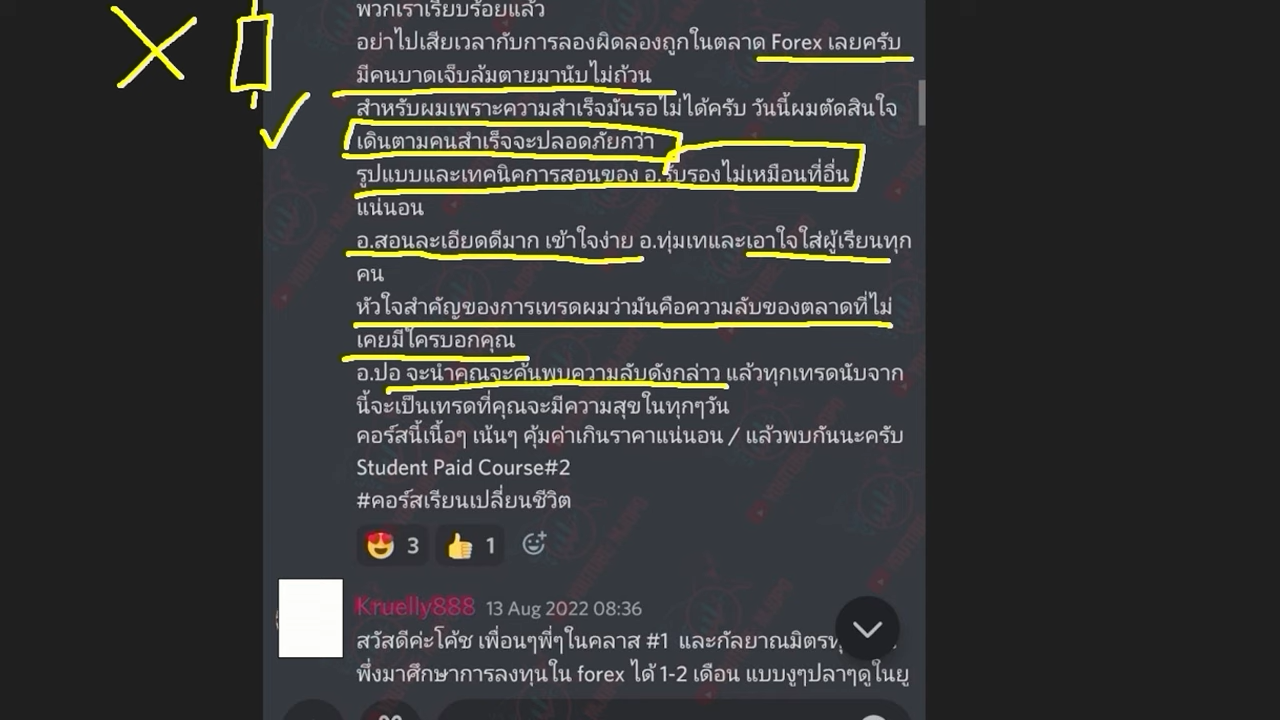 พวกเราเรียบร้อยแล้ว
อย่าไปเสียเวลากับการลองผิดลองถูกในตลาด Forex เลยครับ
มีคนบาดเจ็บล้มตายมานับไม่ถ้วน
สำหรับผมเพราะความสำเร็จมันรอไม่ได้ครับ วันนี้ผมตัดสินใจ
เดินตามคนสำเร็จจะปลอดภัยกว่า
รูปแบบและเทคนิคการสอนของ อ.รับรองไม่เหมือนที่อื่น
แน่นอน
อ.สอนละเอียดดีมาก เข้าใจง่าย อ.ทุ่มเทและเอาใจใส่ผู้เรียนทุก
คน
หัวใจสำคัญของการเทรดผมว่ามันคือความลับของตลาดที่ไม่
เคยมีใครบอกคุณ
อ.ปอ จะนำคุณจะค้นพบความลับดังกล่าว แล้วทุกเทรดนับจาก
นี้จะเป็นเทรดที่คุณจะมีความสุขในทุกๆวัน
คอร์สนี้เนื้อๆ เน้นๆ คุ้มค่าเกินราคาแน่นอน / แล้วพบกันนะครับ
Student Paid Course#2
#คอร์สเรียนเปลี่ยนชีวิต
3 1
Kruelly888 13 Aug 2022 08:36
สวัสดีค่ะโค้ช เพื่อนๆพี่ๆในคลาส #1 และกัลยาณมิตร
พึ่งมาศึกษาการลงทุนใน forex ได้ 1-2 เดือน แบบงูๆปลาๆดูในยู